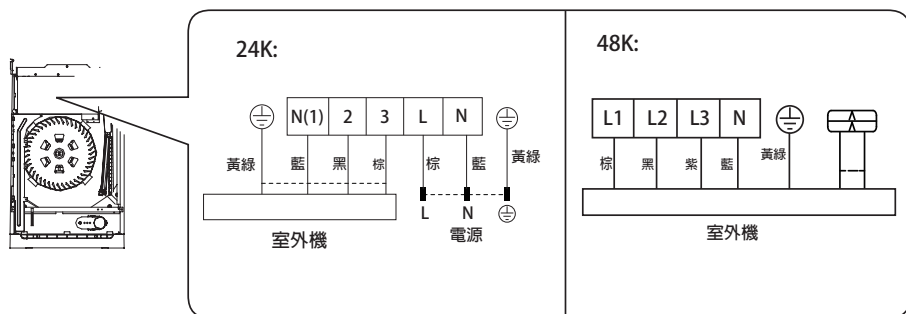 24K:
N(1) 2 3 L N
黃綠 藍 黑 棕 棕 藍 黃綠
L N
室外機 電源
48K:
L1 L2 L3 N
棕 黑 紫 藍 黃綠
室外機